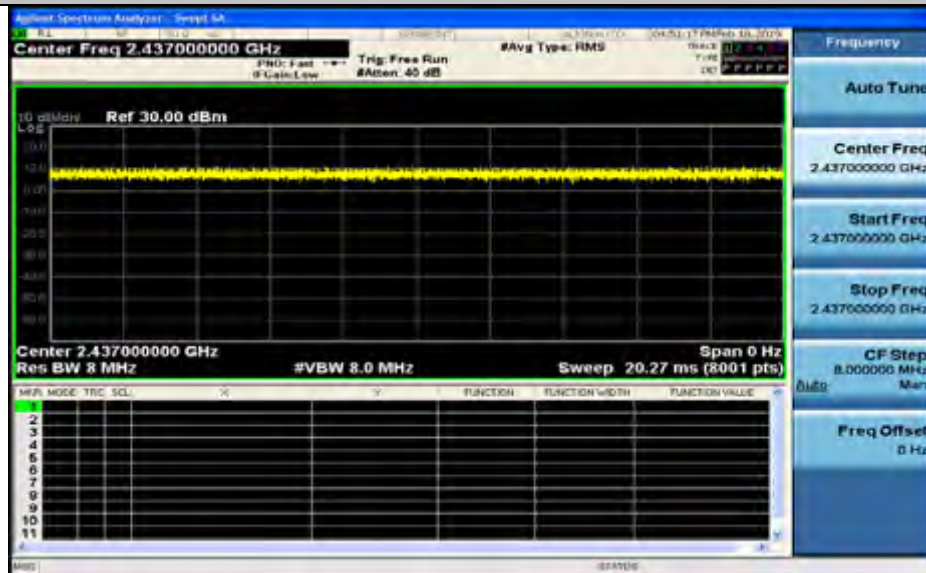 Agilent Spectrum Analyzer - Swept SA
Center Freq 2.437000000 GHz
PNO: Fast
IFGain:Low
Trig: Free Run
#Atten: 40 dB
#Avg Type: RMS
TRACE
TYPE
DET P P P P P P
10 dB/div Ref 30.00 dBm
Log
Center 2.437000000 GHz
Span 0 Hz
Res BW 8 MHz
#VBW 8.0 MHz
Sweep 20.27 ms (8001 pts)
MKR MODE TRC SCL X Y FUNCTION FUNCTION WIDTH FUNCTION VALUE
1
2
3
4
5
6
7
8
9
10
11
MSG
STATUS
Frequency
Auto Tune
Center Freq
2.437000000 GHz
Start Freq
2.437000000 GHz
Stop Freq
2.437000000 GHz
CF Step
8.000000 MHz
Auto Man
Freq Offset
0 Hz